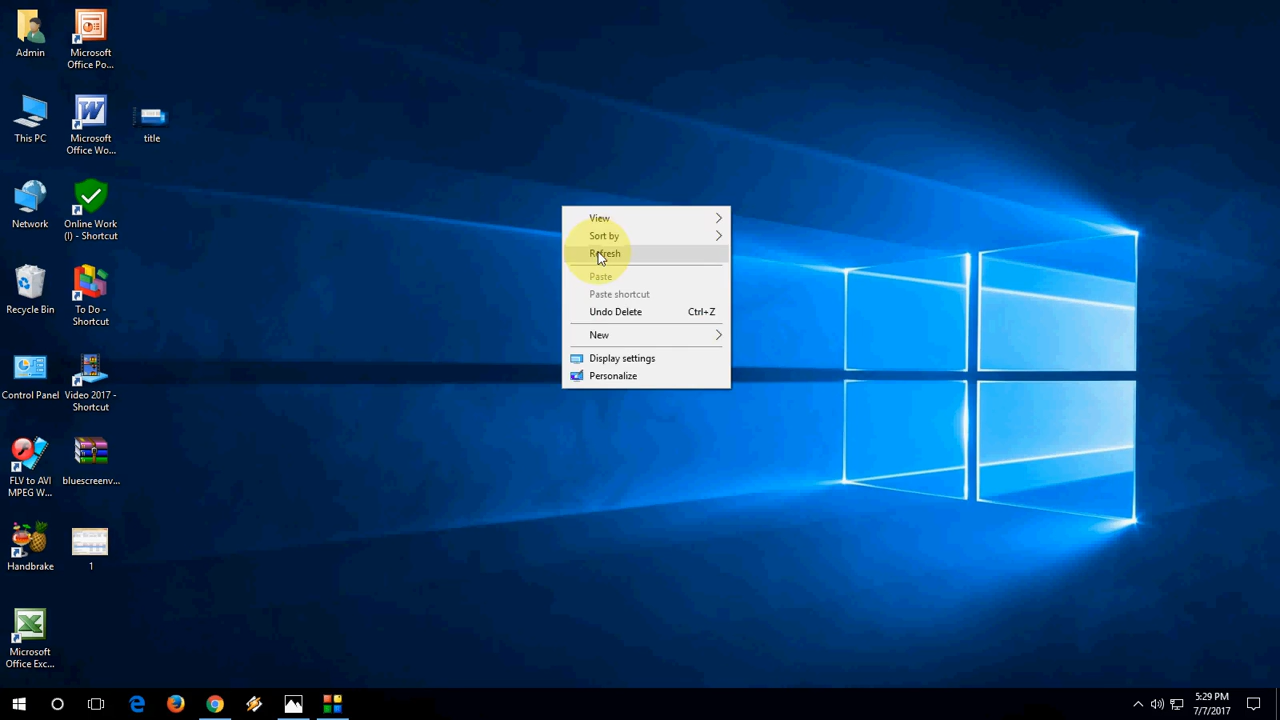 Admin
Microsoft
Office Po...
This PC
Microsoft
Office Wo...
title
Network
Online Work
(I) - Shortcut
Recycle Bin
To Do -
Shortcut
Control Panel
Video 2017 -
Shortcut
FLV to AVI
MPEG W...
bluescreenv...
Handbrake
1
Microsoft
Office Exc...
View
Sort by
Refresh
Paste
Paste shortcut
Undo Delete Ctrl+Z
New
Display settings
Personalize
5:29 PM
7/7/2017